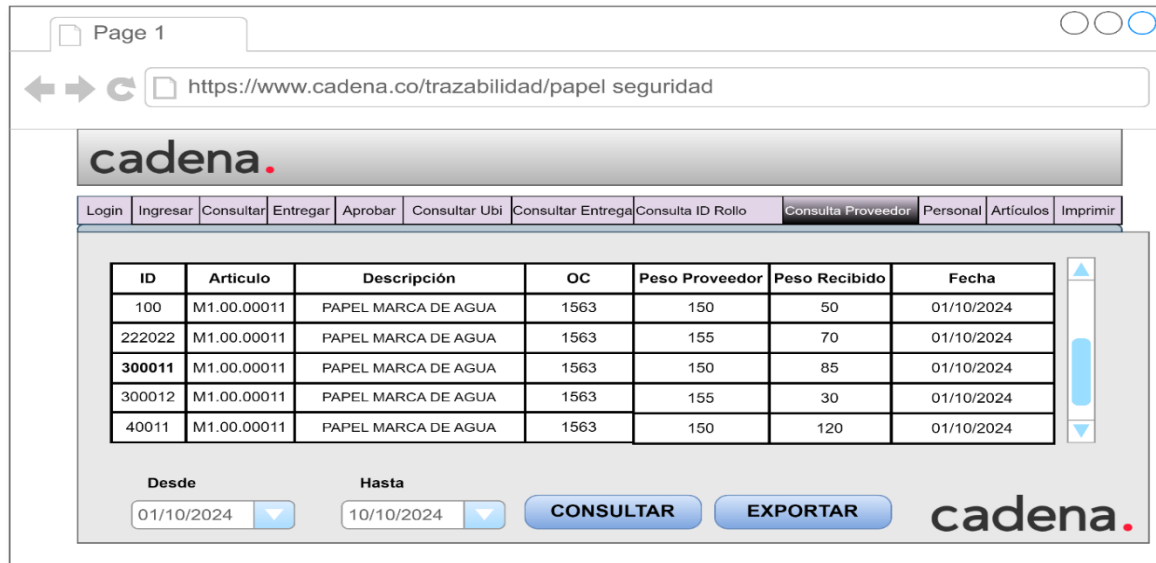 Page 1
https://www.cadena.co/trazabilidad/papel seguridad
cadena.
Login Ingresar Consultar Entregar Aprobar Consultar Ubi Consultar Entrega Consulta ID Rollo Consulta Proveedor Personal Artículos Imprimir
ID Articulo Descripción OC Peso Proveedor Peso Recibido Fecha
100 M1.00.00011 PAPEL MARCA DE AGUA 1563 150 50 01/10/2024
222022 M1.00.00011 PAPEL MARCA DE AGUA 1563 155 70 01/10/2024
300011 M1.00.00011 PAPEL MARCA DE AGUA 1563 150 85 01/10/2024
300012 M1.00.00011 PAPEL MARCA DE AGUA 1563 155 30 01/10/2024
40011 M1.00.00011 PAPEL MARCA DE AGUA 1563 150 120 01/10/2024
Desde Hasta
01/10/2024 10/10/2024 CONSULTAR EXPORTAR cadena.